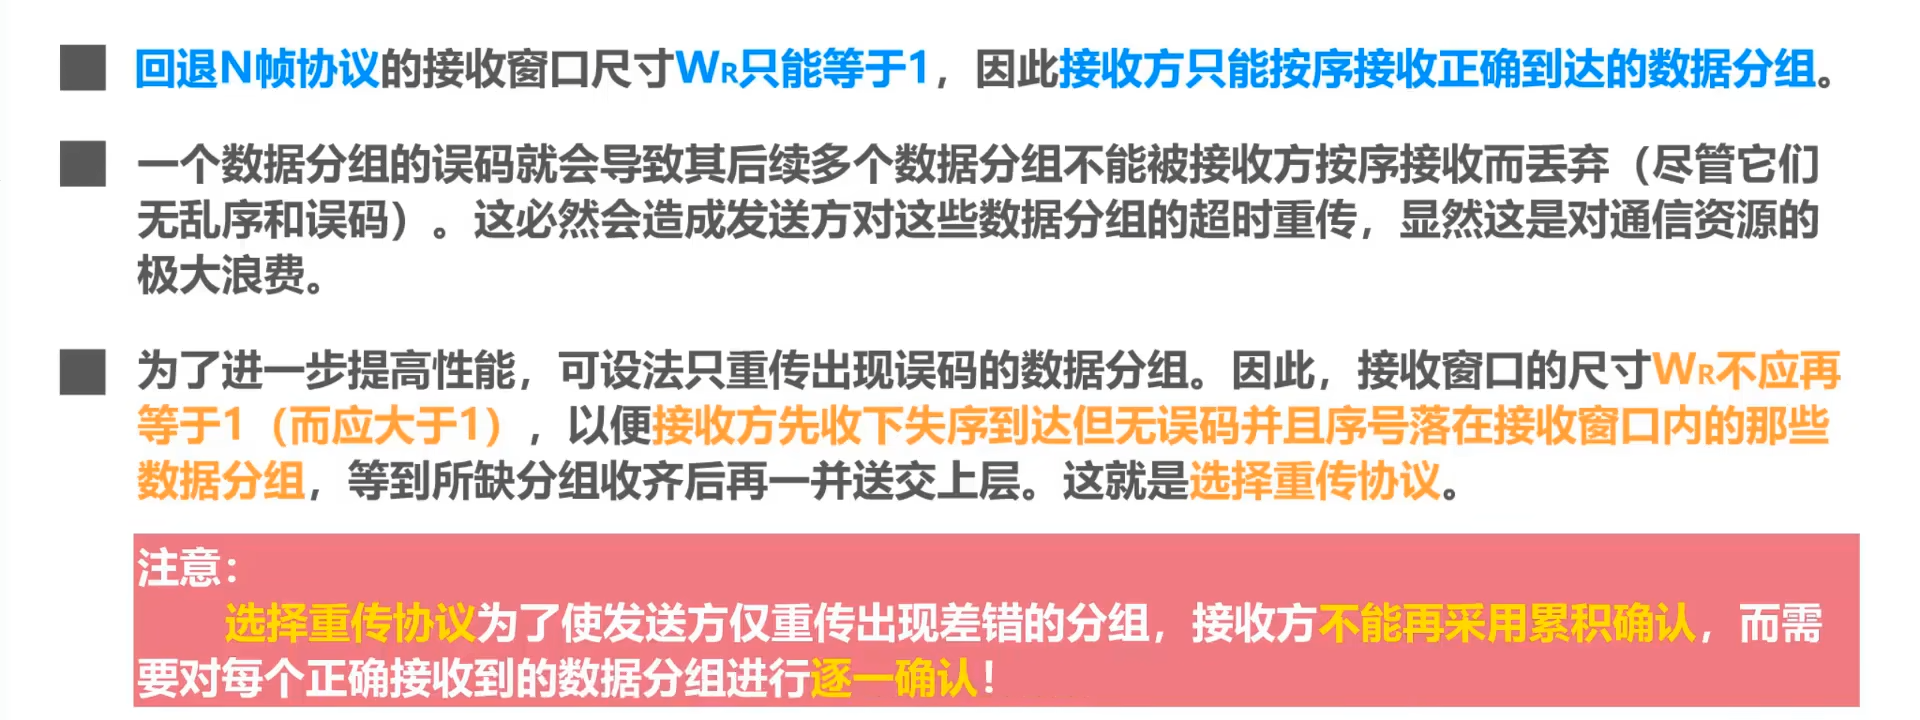 回退N帧协议的接收窗口尺寸WR只能等于1，因此接收方只能按序接收正确到达的数据分组。
一个数据分组的误码就会导致其后续多个数据分组不能被接收方按序接收而丢弃（尽管它们
无乱序和误码）。这必然会造成发送方对这些数据分组的超时重传，显然这是对通信资源的
极大浪费。
为了进一步提高性能，可设法只重传出现误码的数据分组。因此，接收窗口的尺寸WR不应再
等于1（而应大于1），以便接收方先收下失序到达但无误码并且序号落在接收窗口内的那些
数据分组，等到所缺分组收齐后再一并送交上层。这就是选择重传协议。
注意：
选择重传协议为了使发送方仅重传出现差错的分组，接收方不能再采用累积确认，而需
要对每个正确接收到的数据分组进行逐一确认！